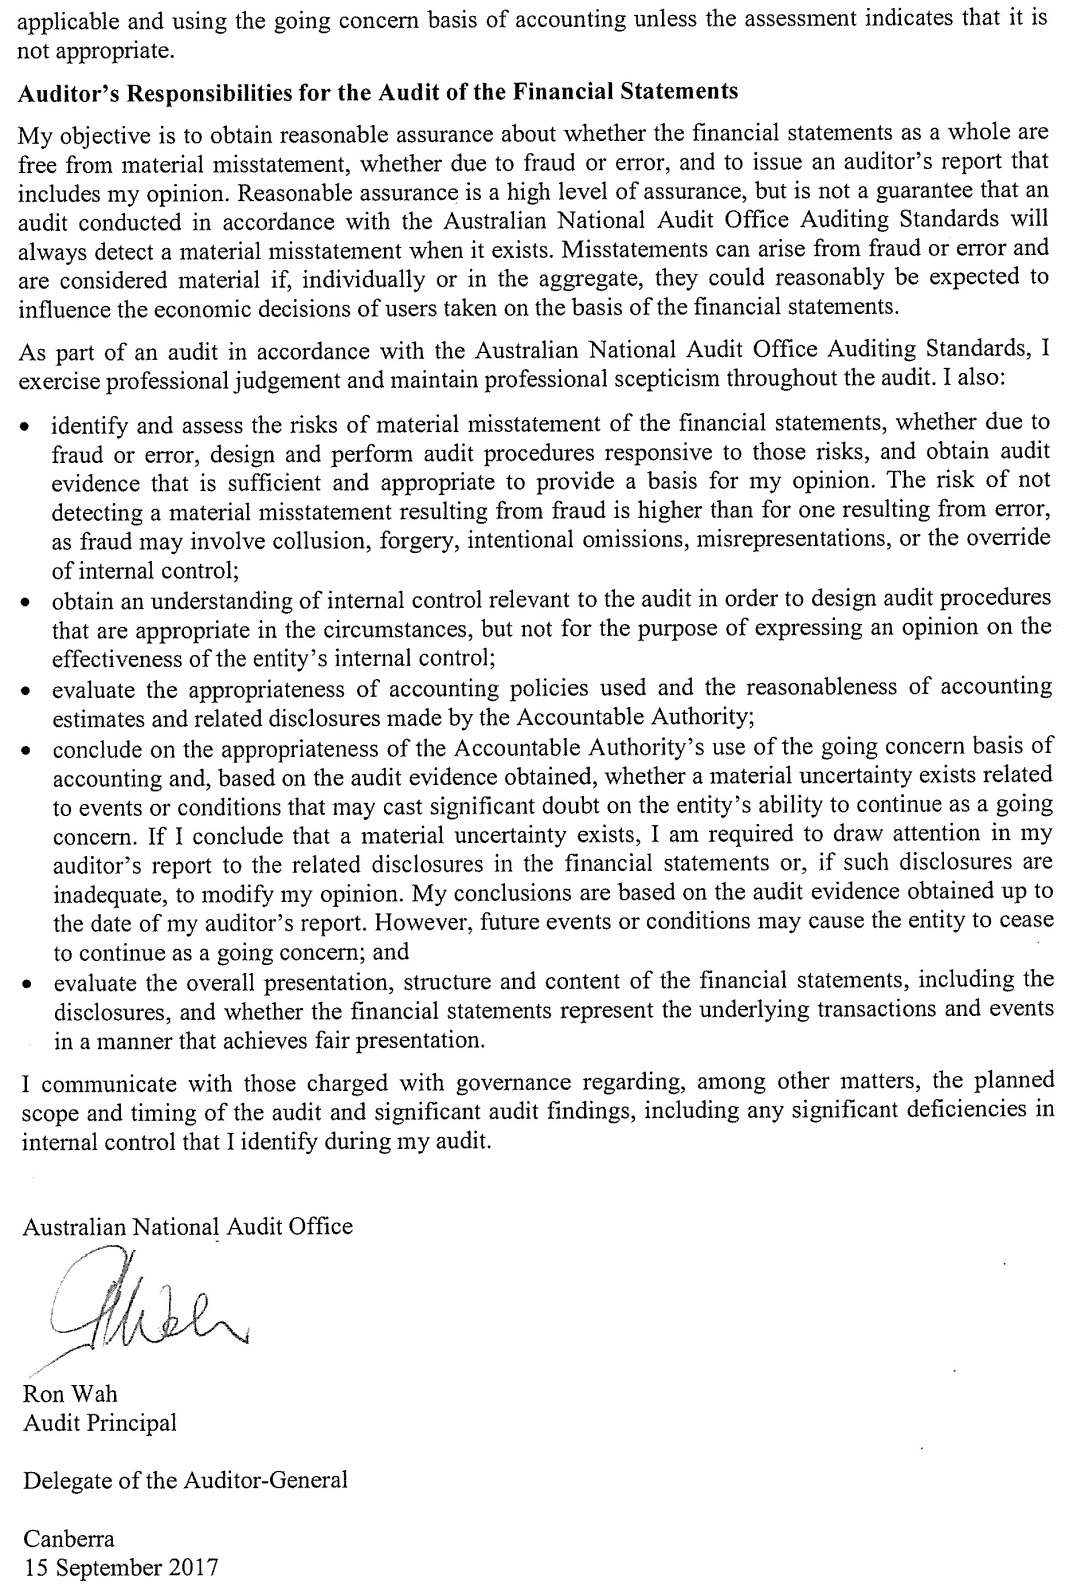 applicable and using the going concern basis of accounting unless the assessment indicates that it is
not appropriate.
Auditor’s Responsibilities for the Audit of the Financial Statements
My objective is to obtain reasonable assurance about whether the financial statements as a whole are
free from material misstatement, whether due to fraud or error, and to issue an auditor’s report that
includes my opinion. Reasonable assurance is a high level of assurance, but is not a guarantee that an
audit conducted in accordance with the Australian National Audit Office Auditing Standards will
always detect a material misstatement when it exists. Misstatements can arise from fraud or error and
are considered material if, individually or in the aggregate, they could reasonably be expected to
influence the economic decisions of users taken on the basis of the financial statements.
As part of an audit in accordance with the Australian National Audit Office Auditing Standards, I
exercise professional judgement and maintain professional scepticism throughout the audit. I also:
• identify and assess the risks of material misstatement of the financial statements, whether due to
fraud or error, design and perform audit procedures responsive to those risks, and obtain audit
evidence that is sufficient and appropriate to provide a basis for my opinion. The risk of not
detecting a material misstatement resulting from fraud is higher than for one resulting from error,
as fraud may involve collusion, forgery, intentional omissions, misrepresentations, or the override
of internal control;
• obtain an understanding of internal control relevant to the audit in order to design audit procedures
that are appropriate in the circumstances, but not for the purpose of expressing an opinion on the
effectiveness of the entity’s internal control;
• evaluate the appropriateness of accounting policies used and the reasonableness of accounting
estimates and related disclosures made by the Accountable Authority;
• conclude on the appropriateness of the Accountable Authority’s use of the going concern basis of
accounting and, based on the audit evidence obtained, whether a material uncertainty exists related
to events or conditions that may cast significant doubt on the entity’s ability to continue as a going
concern. If I conclude that a material uncertainty exists, I am required to draw attention in my
auditor’s report to the related disclosures in the financial statements or, if such disclosures are
inadequate, to modify my opinion. My conclusions are based on the audit evidence obtained up to
the date of my auditor’s report. However, future events or conditions may cause the entity to cease
to continue as a going concern; and
• evaluate the overall presentation, structure and content of the financial statements, including the
disclosures, and whether the financial statements represent the underlying transactions and events
in a manner that achieves fair presentation.
I communicate with those charged with governance regarding, among other matters, the planned
scope and timing of the audit and significant audit findings, including any significant deficiencies in
internal control that I identify during my audit.
Australian National Audit Office
Ron Wah
Audit Principal
Delegate of the Auditor-General
Canberra
15 September 2017